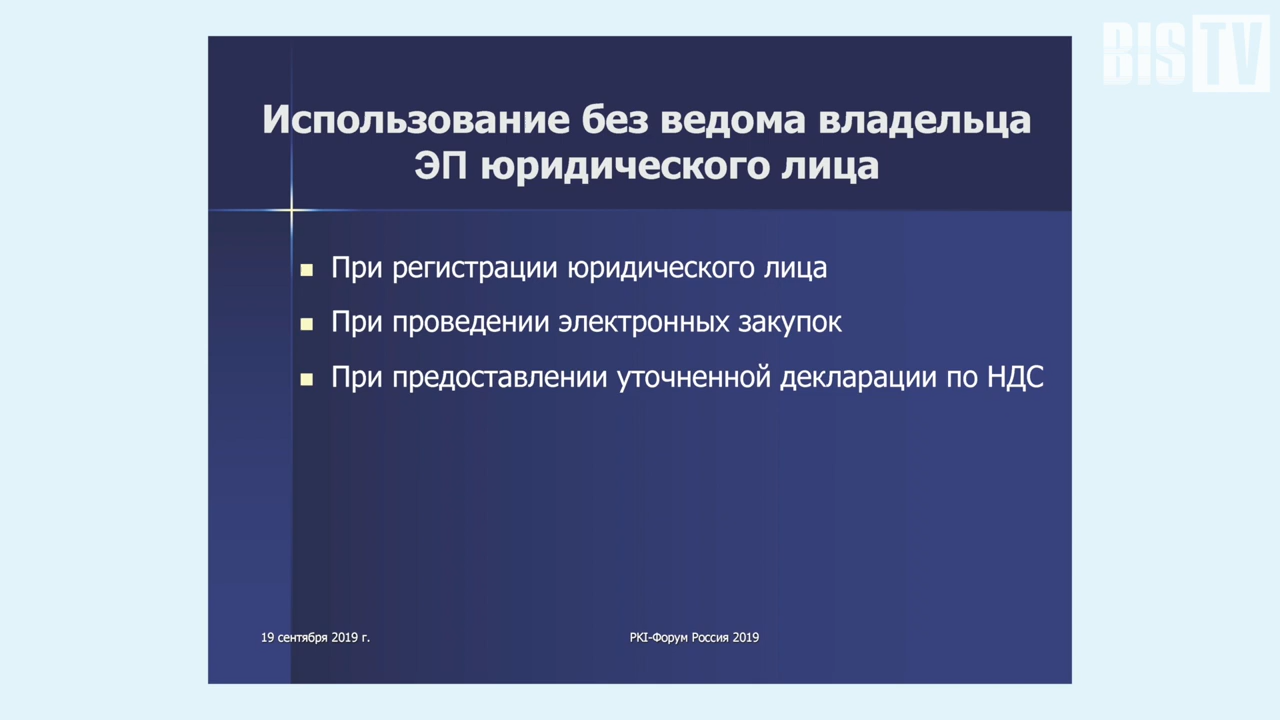 BIS TV
Использование без ведома владельца
ЭП юридического лица
При регистрации юридического лица
При проведении электронных закупок
При предоставлении уточненной декларации по НДС
19 сентября 2019 г.
PKI-Форум Россия 2019